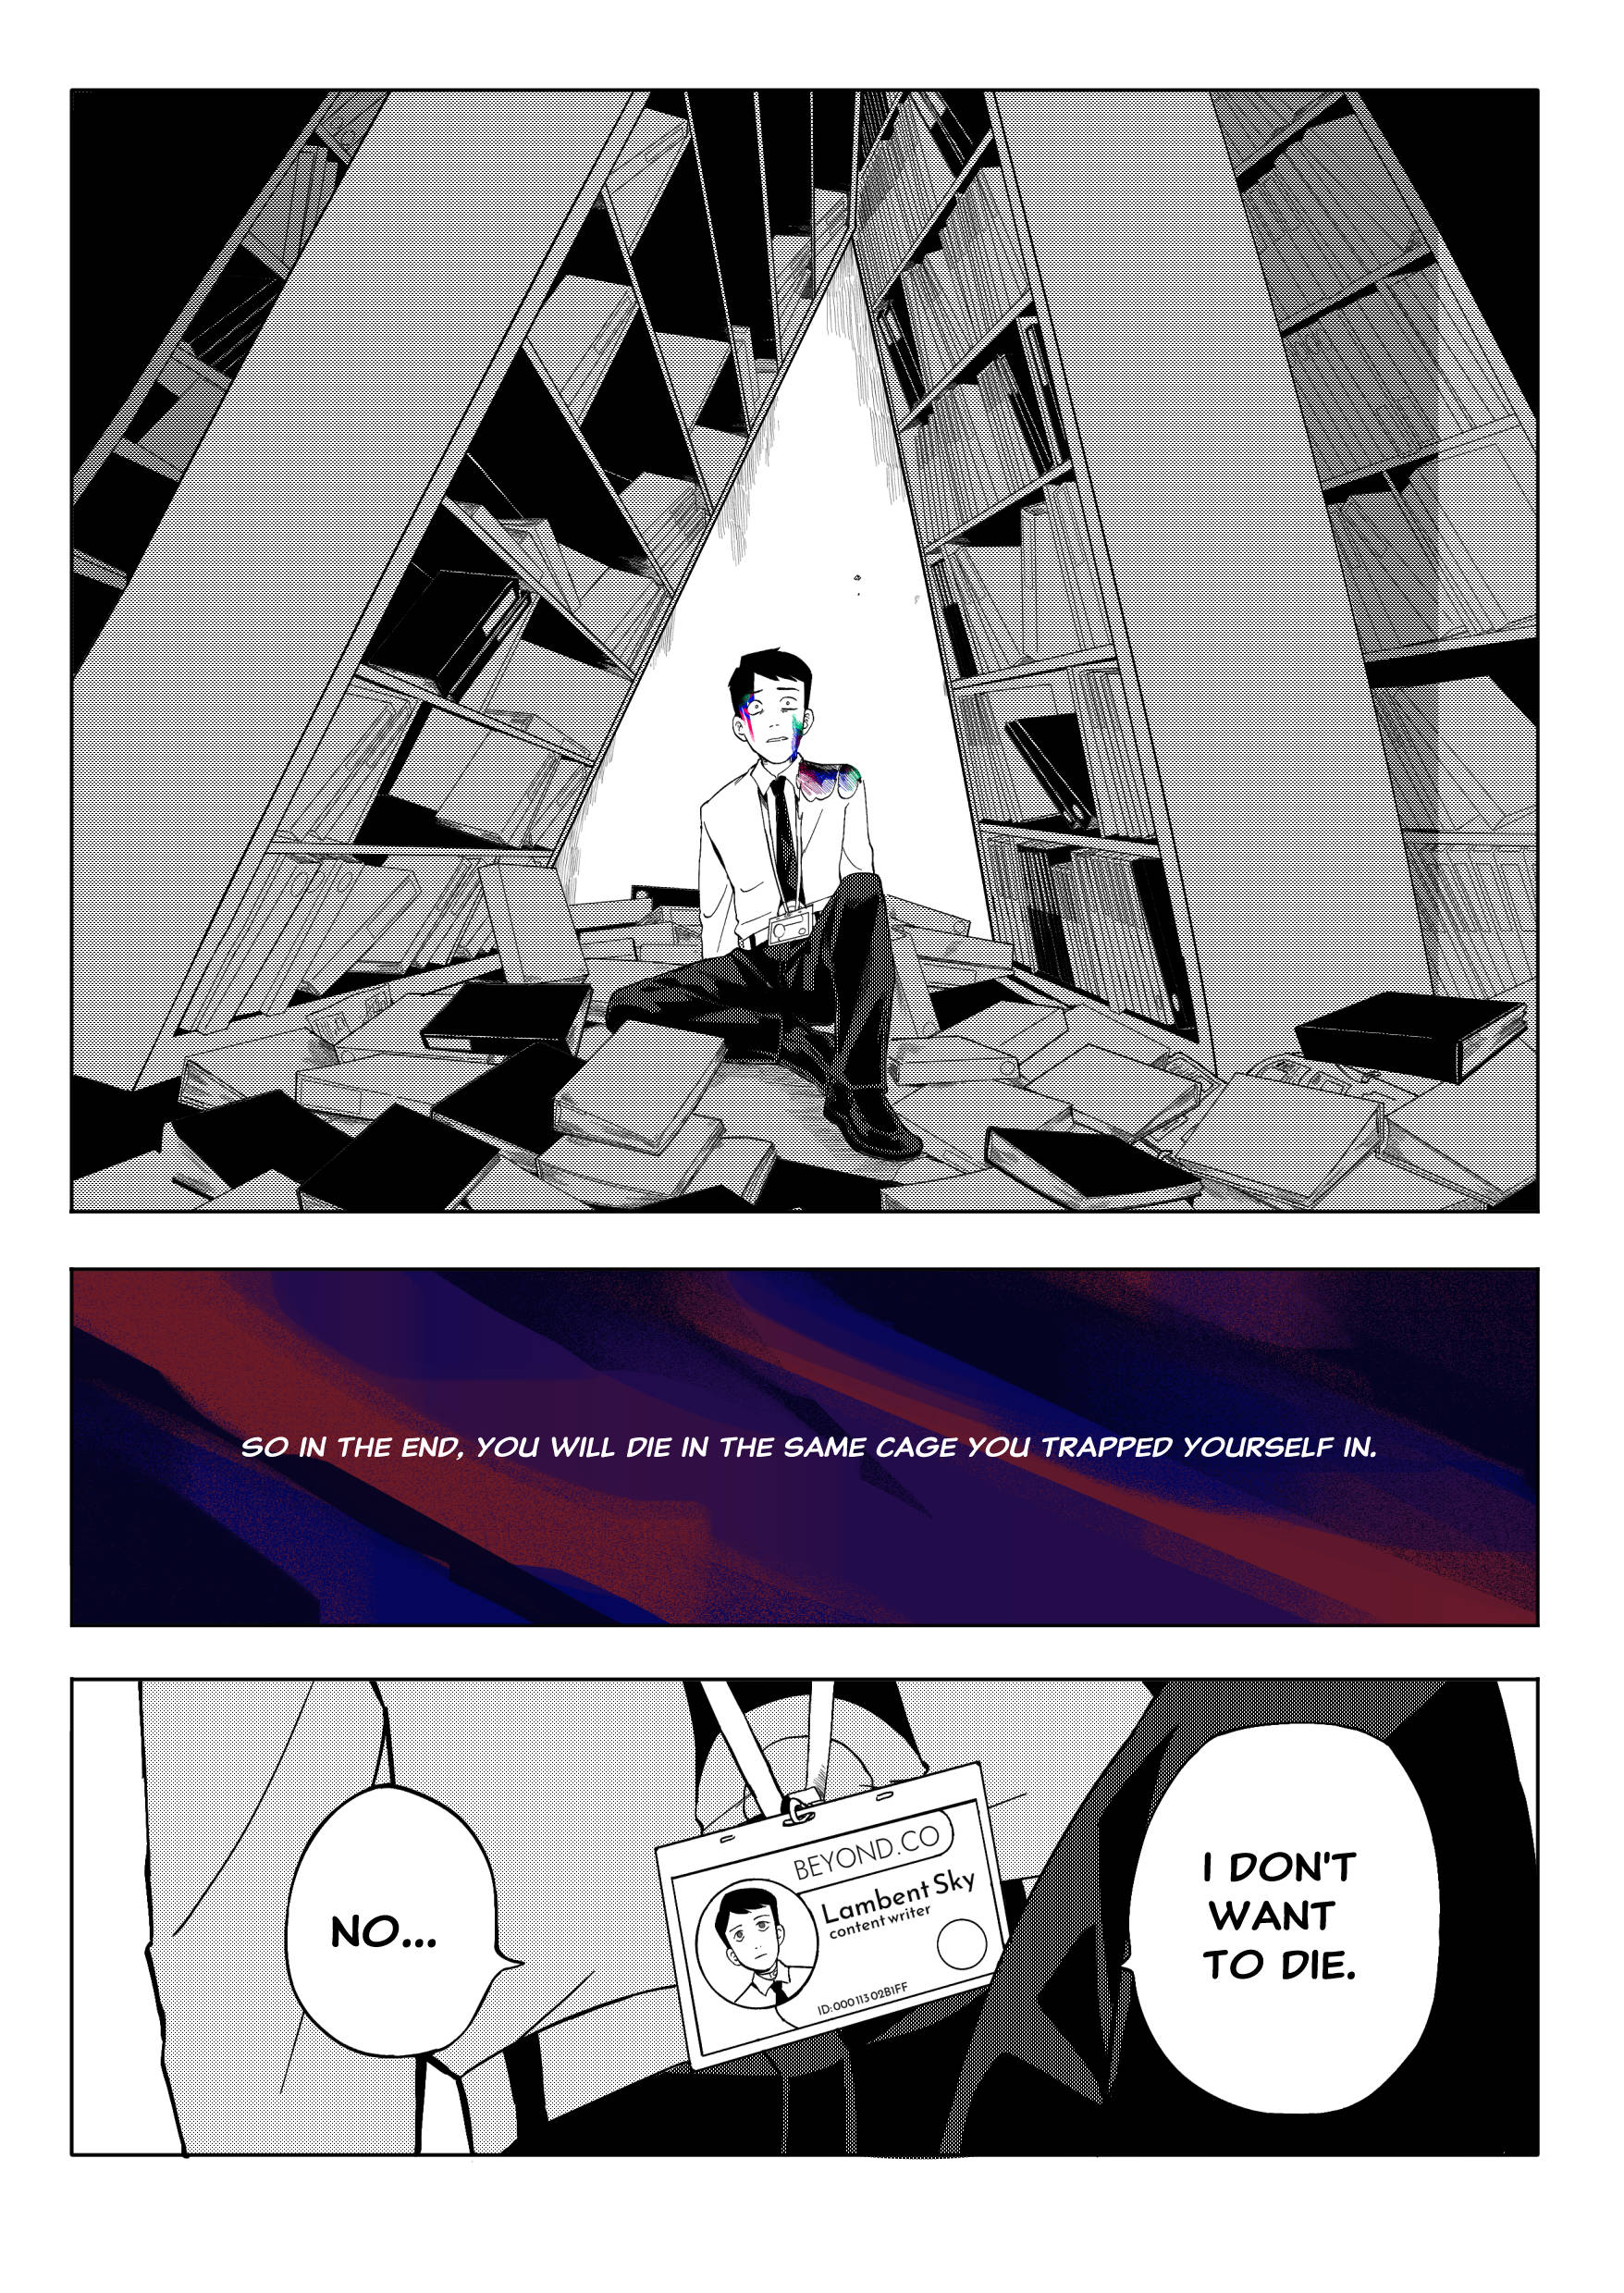 SO IN THE END, YOU WILL DIE IN THE SAME CAGE YOU TRAPPED YOURSELF IN.
NO...
BEYOND.CO
Lambent Sky
content writer
ID:00011302B1FF
I DON'T
WANT
TO DIE.